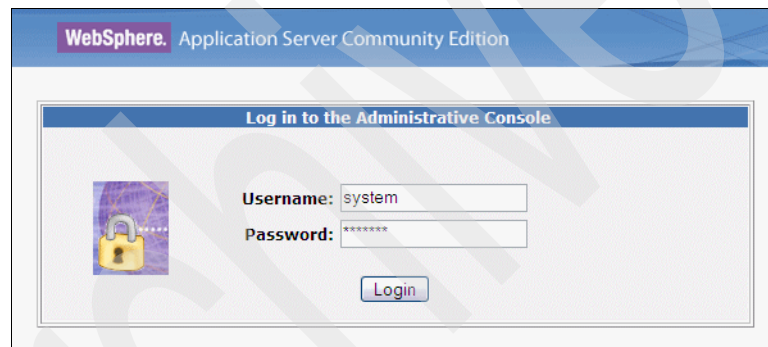 WebSphere. Application Server Community Edition
Log in to the Administrative Console
Username: system
Password: *******
Login